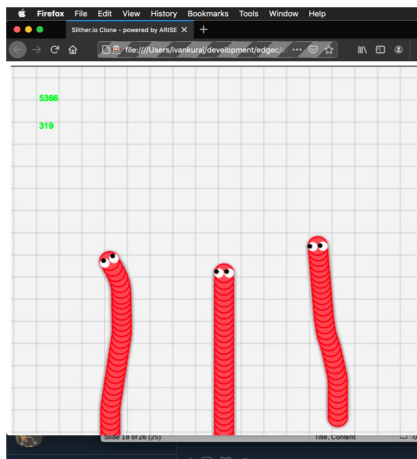 Firefox File Edit View History Bookmarks Tools Window Help
Slither.io Clone - powered by ARISE
file:////Users/ivankuraj/development/edgec/
5366
319
Slide 18 of 26 (25)
Title, Content